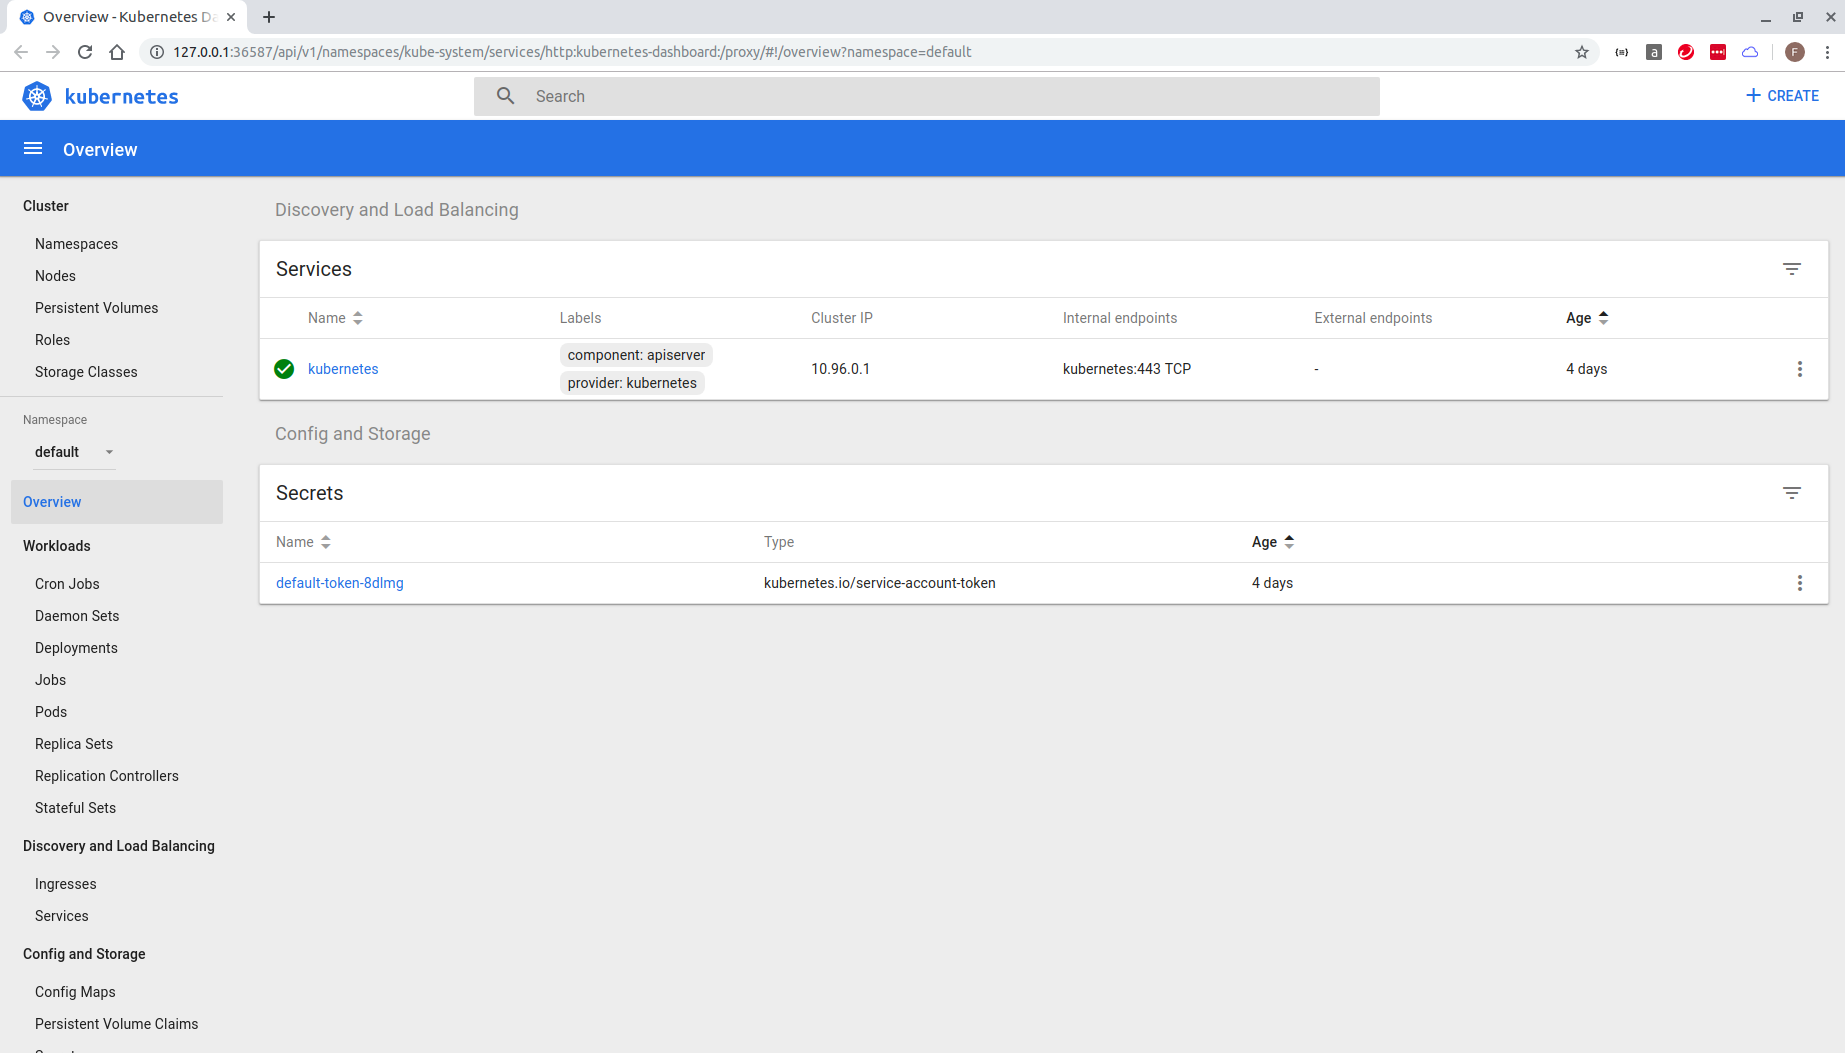 Overview - Kubernetes Da
127.0.0.1:36587/api/v1/namespaces/kube-system/services/http:kubernetes-dashboard:/proxy/#!/overview?namespace=default
a
F
kubernetes
Search
CREATE
Overview
Cluster
Namespaces
Nodes
Persistent Volumes
Roles
Storage Classes
Namespace
default
Overview
Workloads
Cron Jobs
Daemon Sets
Deployments
Jobs
Pods
Replica Sets
Replication Controllers
Stateful Sets
Discovery and Load Balancing
Ingresses
Services
Config and Storage
Config Maps
Persistent Volume Claims
Discovery and Load Balancing
Services
Name Labels Cluster IP Internal endpoints External endpoints Age
component: apiserver
kubernetes 10.96.0.1 kubernetes:443 TCP - 4 days
provider: kubernetes
Config and Storage
Secrets
Name Type Age
default-token-8dlmg kubernetes.io/service-account-token 4 days